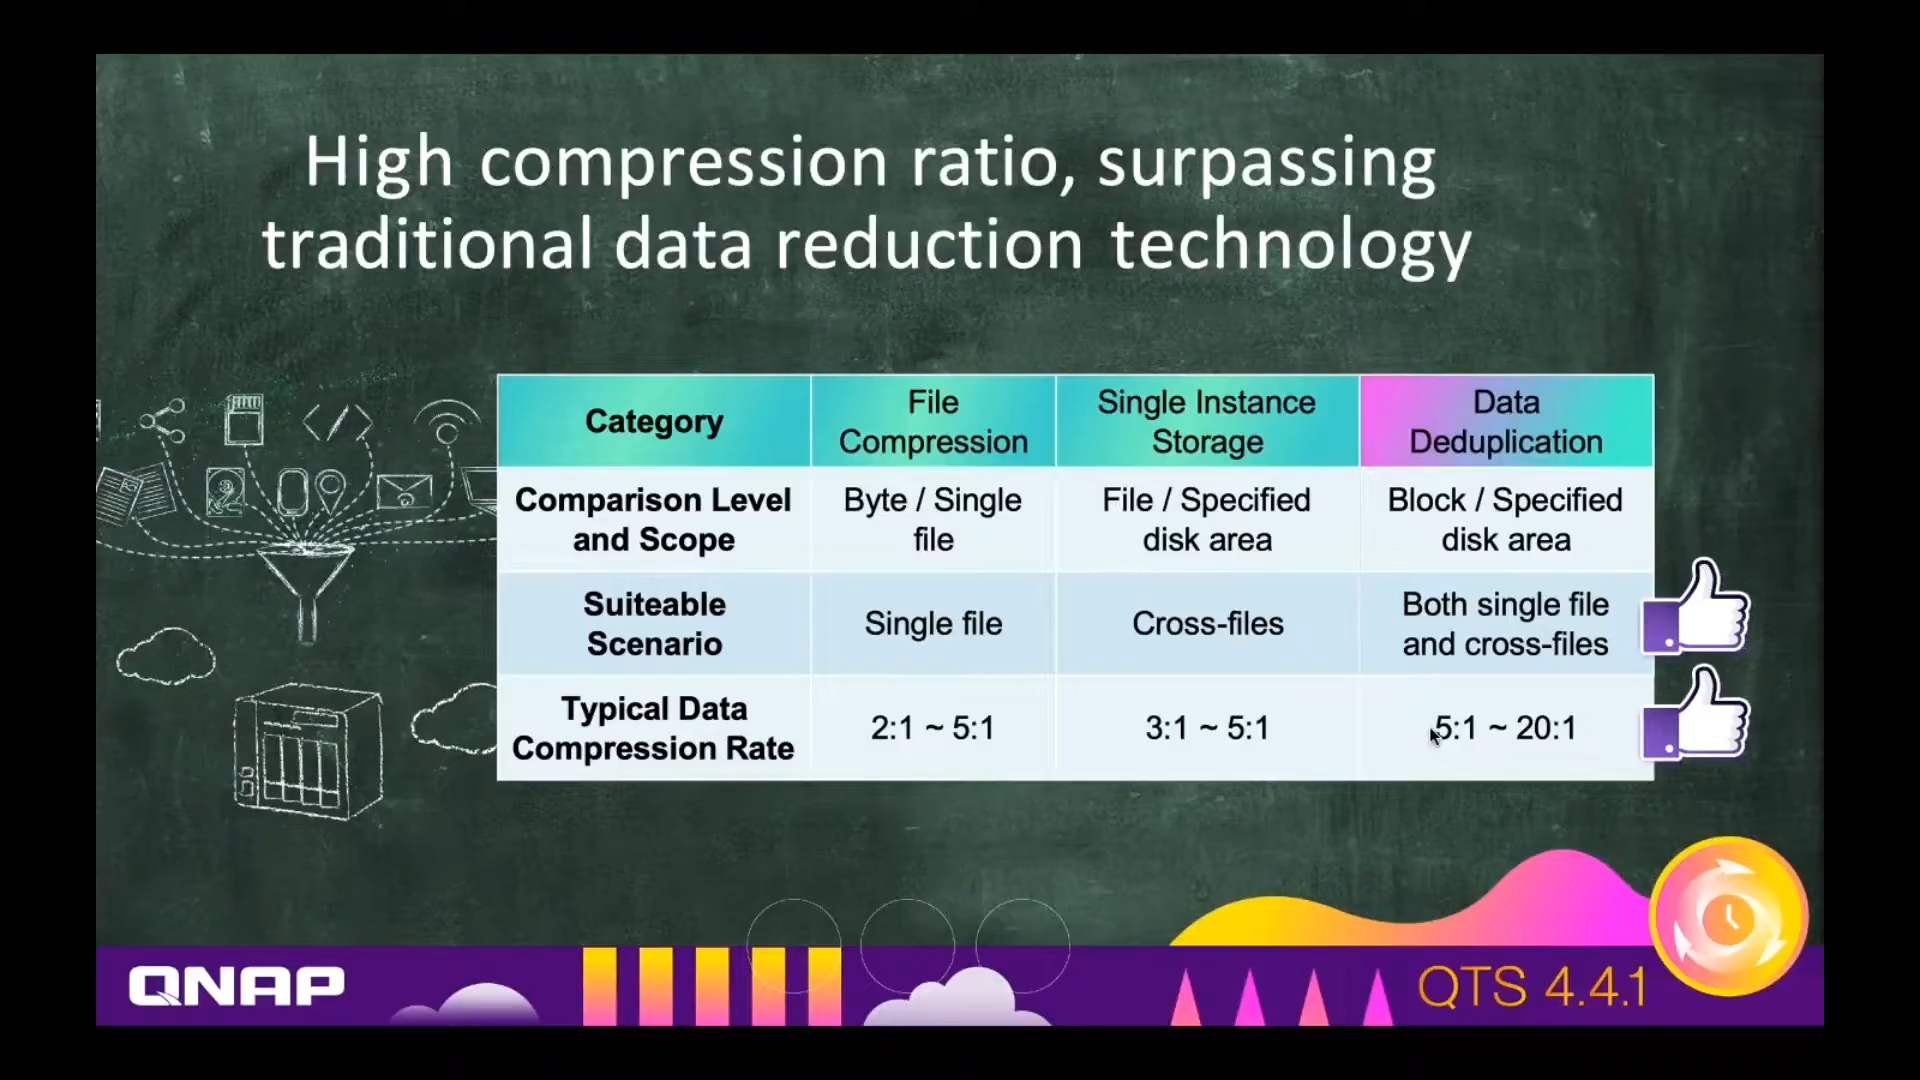 High compression ratio, surpassing
traditional data reduction technology
Category
File
Compression
Single Instance
Storage
Data
Deduplication
Comparison Level
and Scope
Byte / Single
file
File / Specified
disk area
Block / Specified
disk area
Suiteable
Scenario
Single file
Cross-files
Both single file
and cross-files
Typical Data
Compression Rate
2:1 ~ 5:1
3:1 ~ 5:1
5:1 ~ 20:1
QNAP
QTS 4.4.1